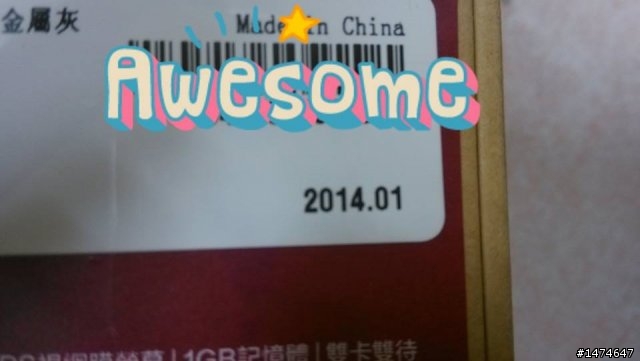 金屬灰
Made in China
Awesome
2014.01
1GB記憶體 | 雙卡雙待
#1474647